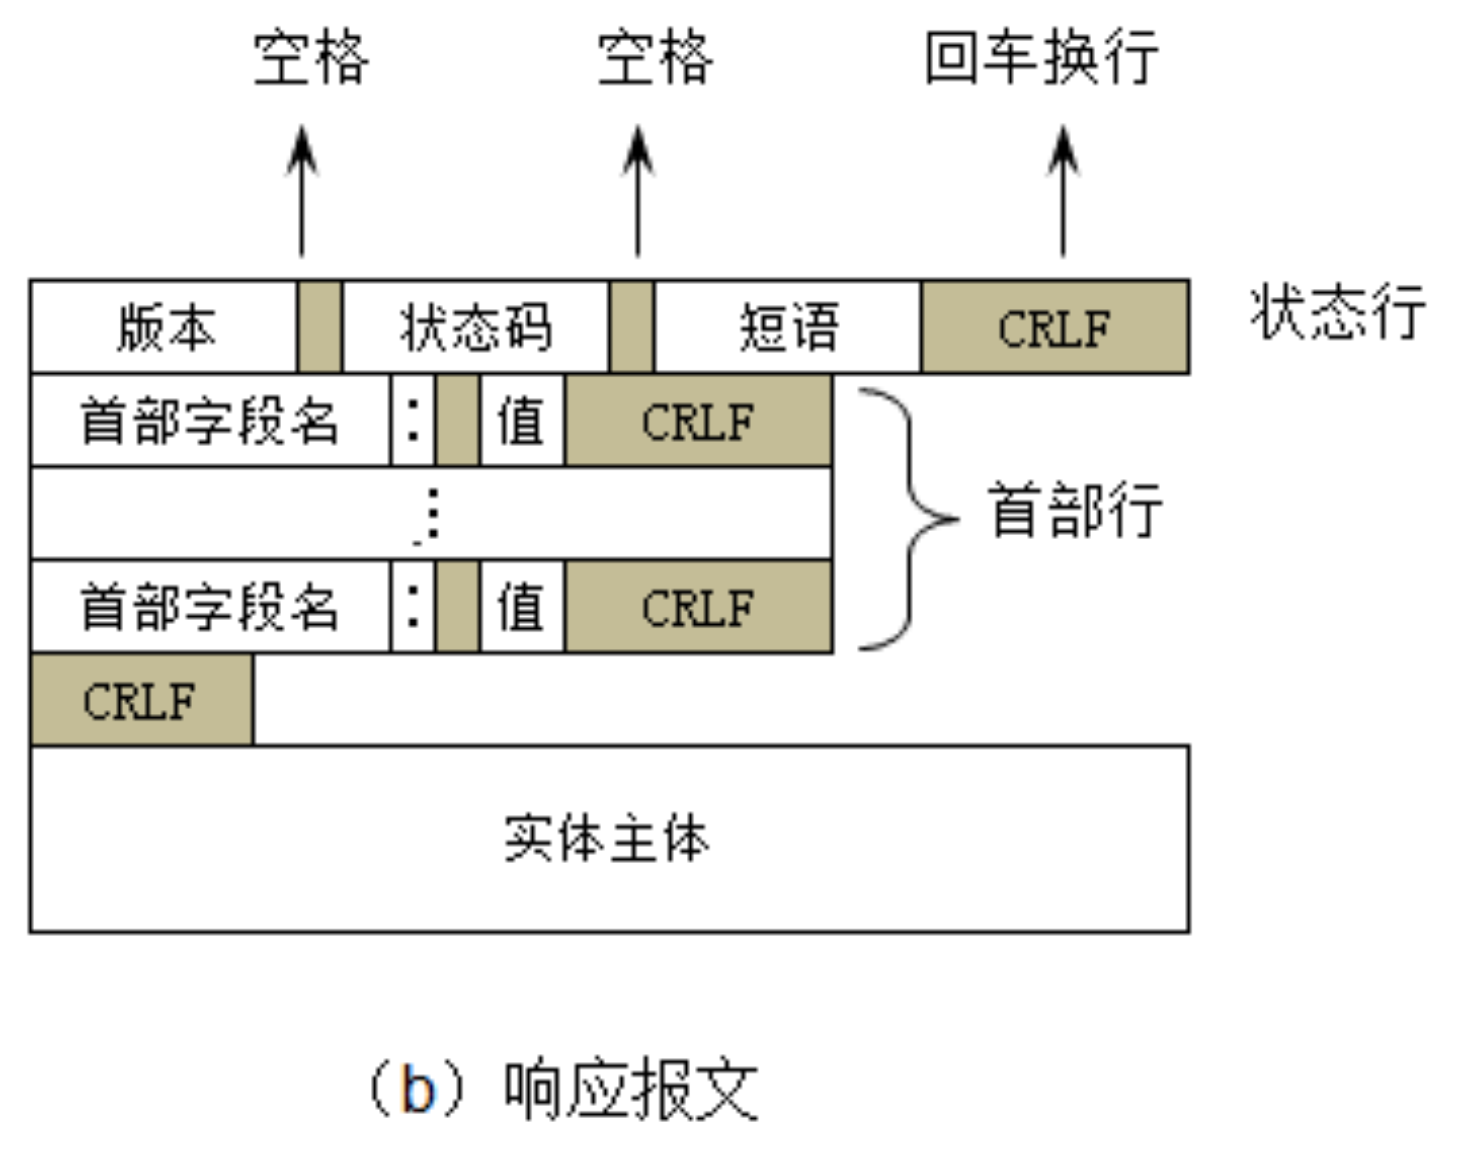 空格 空格 回车换行
版本 状态码 短语 CRLF 状态行
首部字段名 : 值 CRLF
⋮
首部行
首部字段名 : 值 CRLF
CRLF
实体主体
（b）响应报文